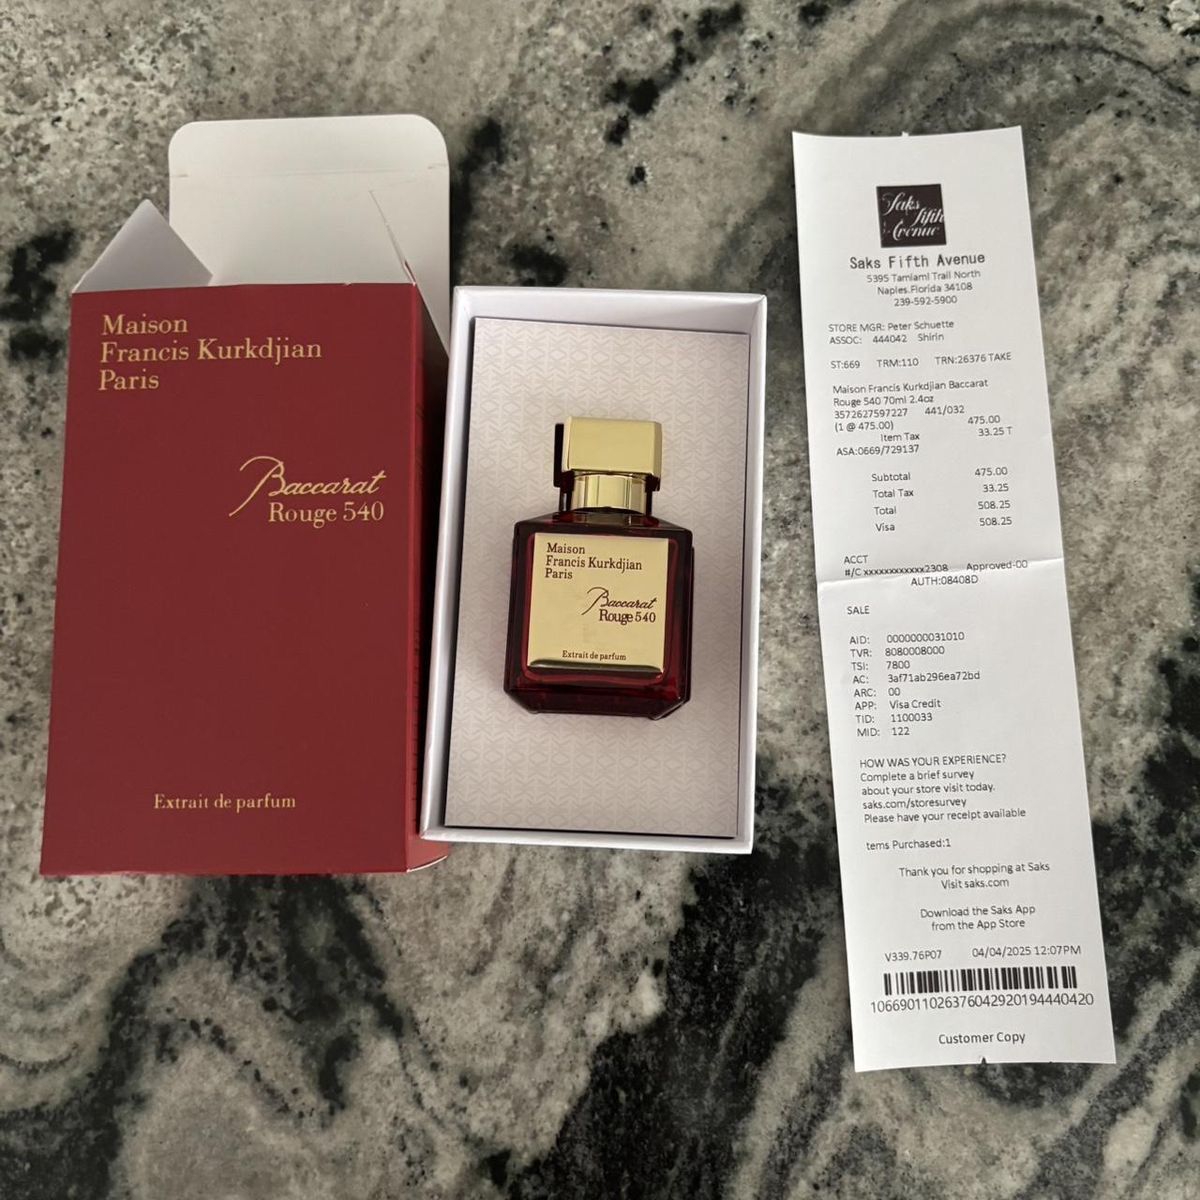 Maison
Francis Kurkdjian
Paris
Baccarat
Rouge 540
Extrait de parfum
Maison
Francis Kurkdjian
Paris
Baccarat
Rouge 540
Extrait de parfum
Saks
fifth
Avenue
Saks Fifth Avenue
5395 Tamiami Trail North
Naples.Florida 34108
239-592-5900
STORE MGR: Peter Schuette
ASSOC: 444042 Shirin
ST:669 TRM:110 TRN:26376 TAKE
Maison Francis Kurkdjian Baccarat
Rouge 540 70ml 2.4oz
3572627597227 441/032
(1 @ 475.00) 475.00
Item Tax 33.25 T
ASA:0669/729137
Subtotal 475.00
Total Tax 33.25
Total 508.25
Visa 508.25
ACCT
#/C xxxxxxxxxxxx2308 Approved-00
AUTH:08408D
SALE
AID: 0000000031010
TVR: 8080008000
TSI: 7800
AC: 3af71ab296ea72bd
ARC: 00
APP: Visa Credit
TID: 1100033
MID: 122
HOW WAS YOUR EXPERIENCE?
Complete a brief survey
about your store visit today.
saks.com/storesurvey
Please have your receipt available
tems Purchased:1
Thank you for shopping at Saks
Visit saks.com
Download the Saks App
from the App Store
V339.76P07 04/04/2025 12:07PM
10669011026376042920194440420
Customer Copy